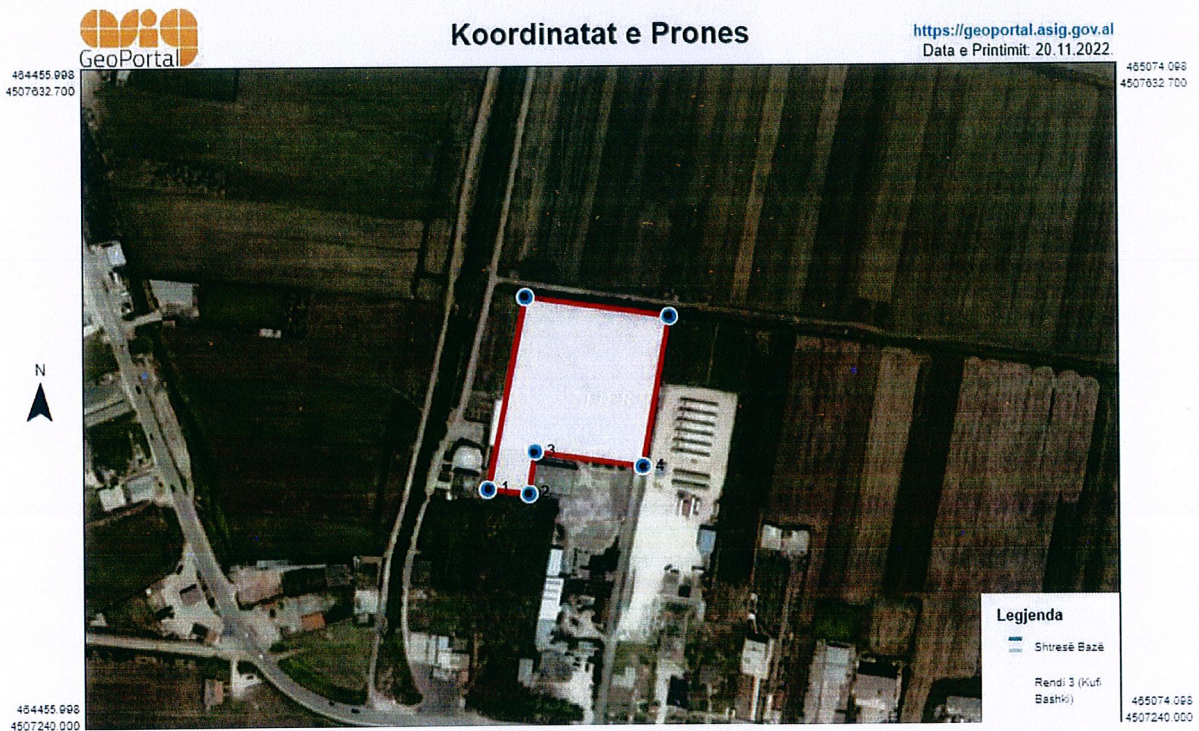 asig
GeoPortal
Koordinatat e Prones
https://geoportal.asig.gov.al
Data e Printimit: 20.11.2022
464455.998
4507632.700
465074.098
4507632.700
N
3
4
1
2
Legjenda
Shtresë Bazë
Rendi 3 (Kufi
Bashki)
464455.998
4507240.000
465074.098
4507240.000